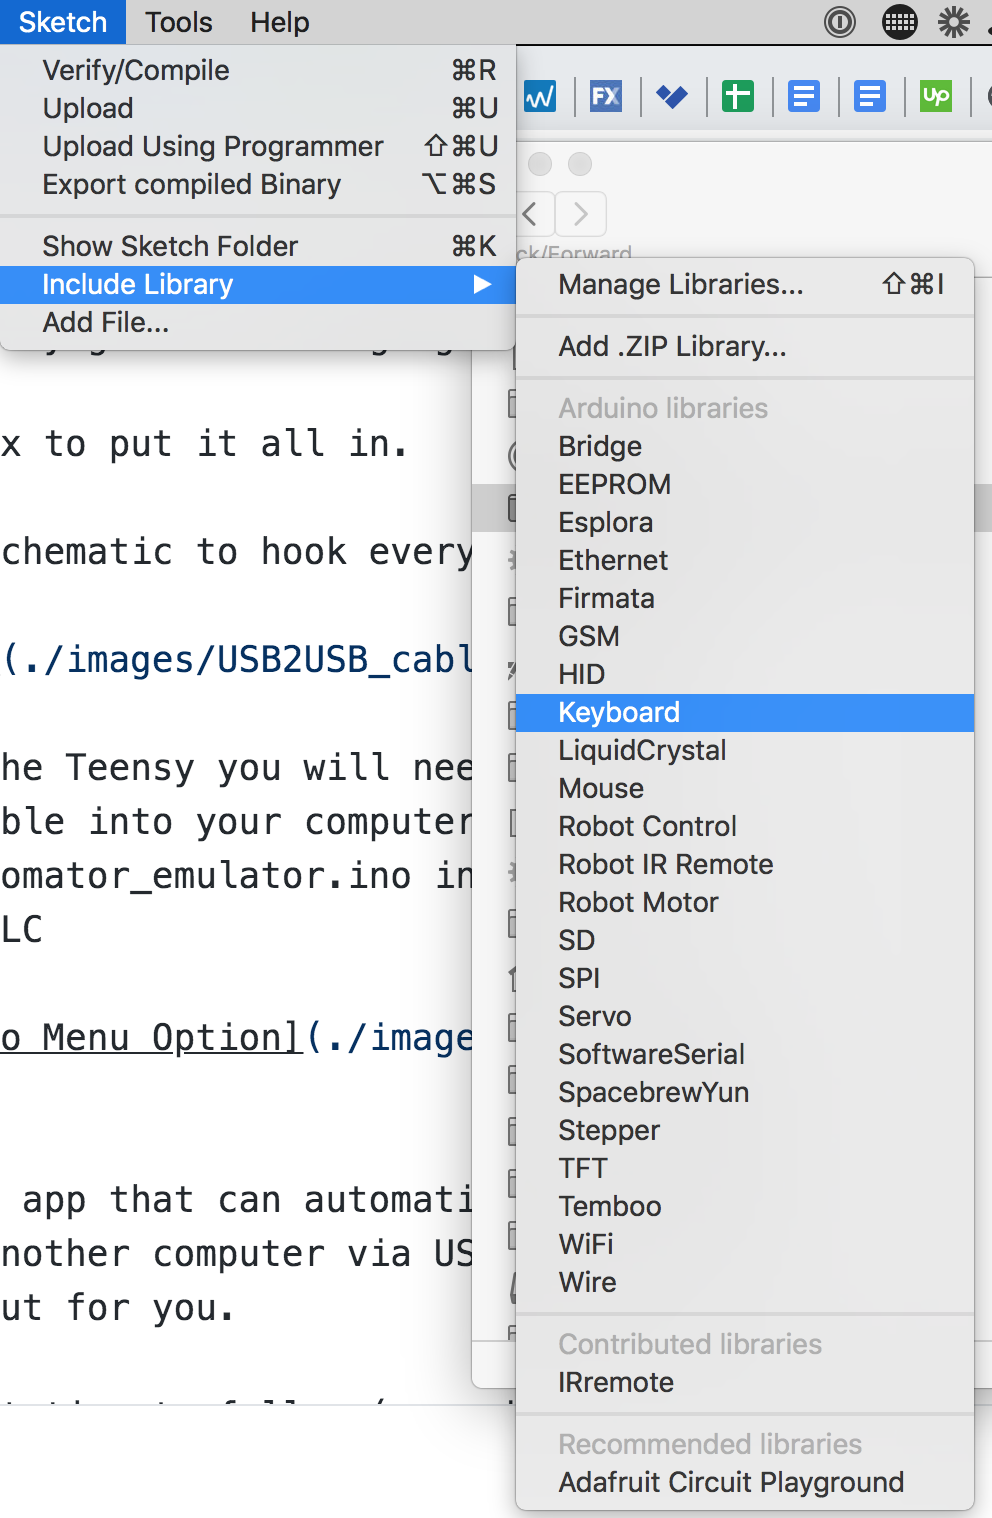 Sketch Tools Help
Verify/Compile ⌘R
Upload ⌘U
Upload Using Programmer ⇧⌘U
Export compiled Binary ⌥⌘S
Show Sketch Folder ⌘K
Include Library ▶
Add File...
FX
Up
ck/Forward
Manage Libraries... ⇧⌘I
Add .ZIP Library...
Arduino libraries
Bridge
EEPROM
Esplora
Ethernet
Firmata
GSM
HID
Keyboard
LiquidCrystal
Mouse
Robot Control
Robot IR Remote
Robot Motor
SD
SPI
Servo
SoftwareSerial
SpacebrewYun
Stepper
TFT
Temboo
WiFi
Wire
Contributed libraries
IRremote
Recommended libraries
Adafruit Circuit Playground
x to put it all in.
chematic to hook every
(./images/USB2USB_cabl
he Teensy you will nee
ble into your computer
omator_emulator.ino in
LC
o Menu Option](./image
app that can automati
nother computer via US
ut for you.